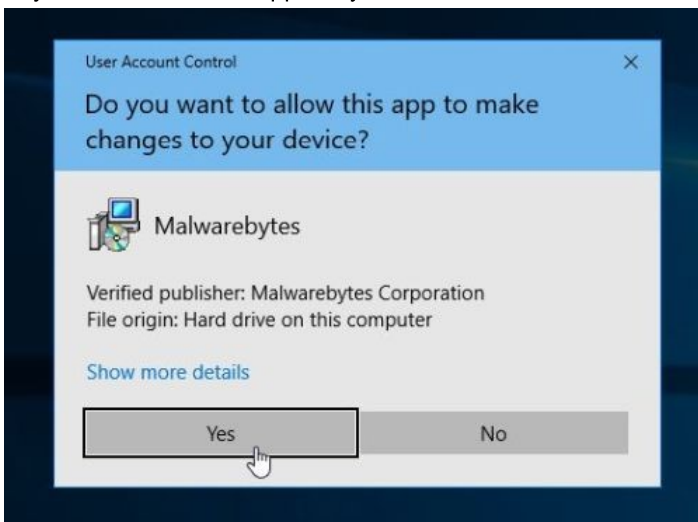 User Account Control
Do you want to allow this app to make
changes to your device?
Malwarebytes
Verified publisher: Malwarebytes Corporation
File origin: Hard drive on this computer
Show more details
Yes
No